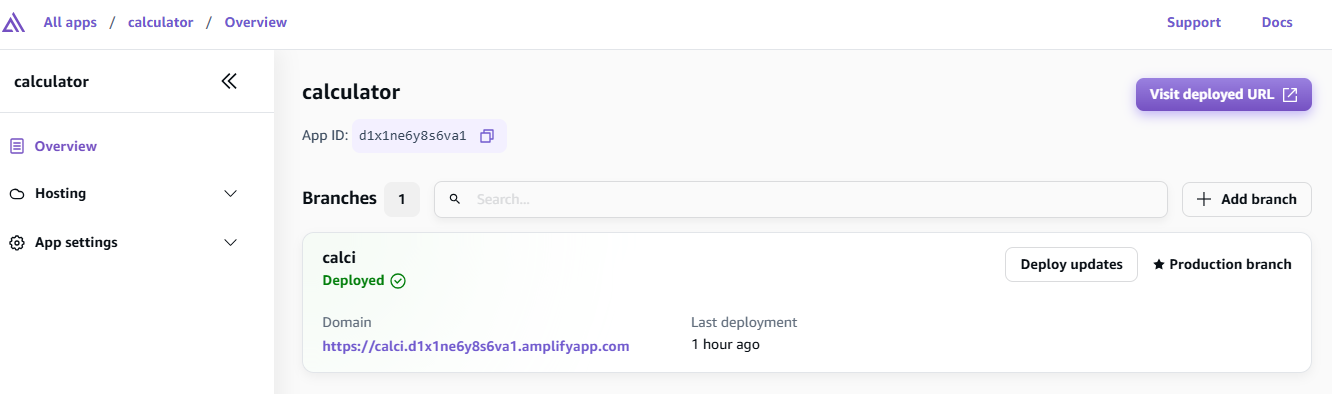 All apps / calculator / Overview
Support Docs
calculator
Overview
Hosting
App settings
calculator
Visit deployed URL
App ID: d1x1ne6y8s6va1
Branches 1
Search...
Add branch
calci
Deployed
Deploy updates
Production branch
Domain
https://calci.d1x1ne6y8s6va1.amplifyapp.com
Last deployment
1 hour ago